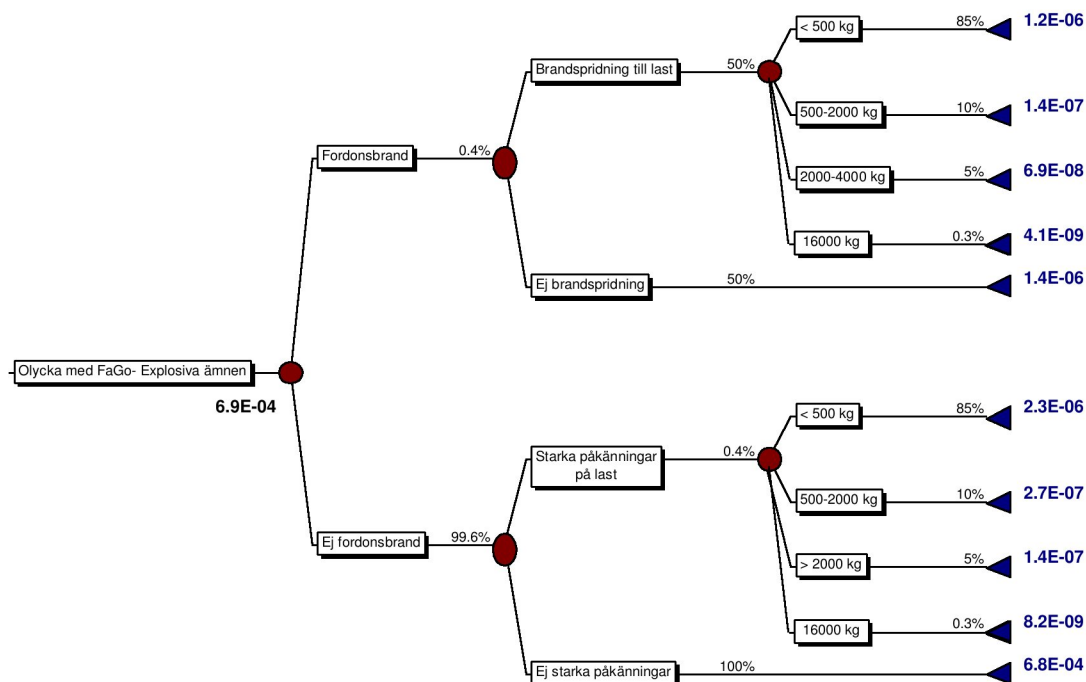 < 500 kg 85% 1.2E-06
Brandspridning till last 50%
500-2000 kg 10% 1.4E-07
Fordonsbrand 0.4%
2000-4000 kg 5% 6.9E-08
16000 kg 0.3% 4.1E-09
Ej brandspridning 50% 1.4E-06
Olycka med FaGo- Explosiva ämnen
6.9E-04
< 500 kg 85% 2.3E-06
Starka påkänningar
på last
0.4%
500-2000 kg 10% 2.7E-07
Ej fordonsbrand 99.6%
> 2000 kg 5% 1.4E-07
16000 kg 0.3% 8.2E-09
Ej starka påkänningar 100% 6.8E-04